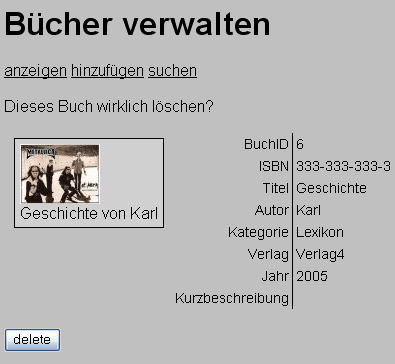 Bücher verwalten
anzeigen hinzufügen suchen
Dieses Buch wirklich löschen?
METALLICA
Geschichte von Karl
BuchID 6
ISBN 333-333-333-3
Titel Geschichte
Autor Karl
Kategorie Lexikon
Verlag Verlag4
Jahr 2005
Kurzbeschreibung
delete